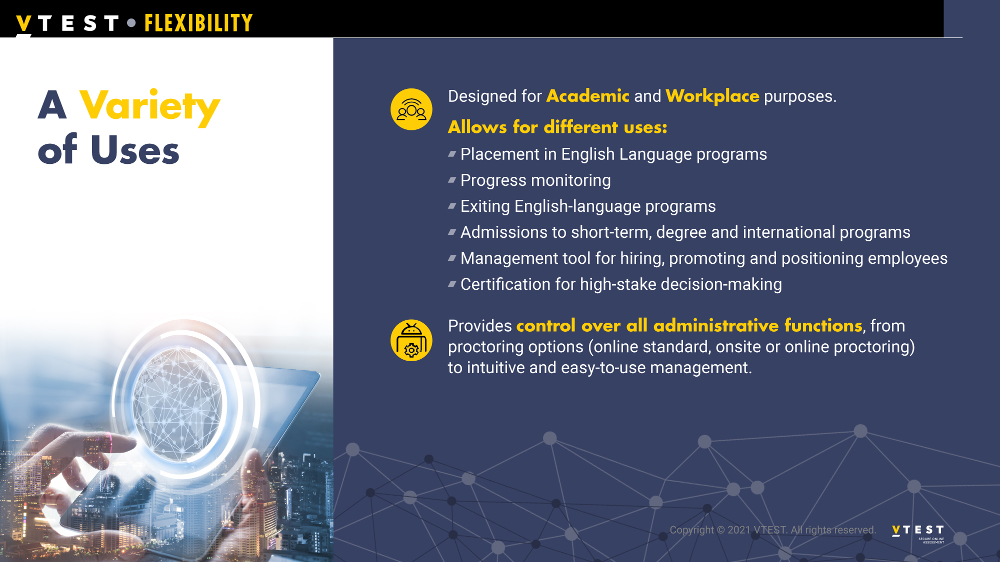 VTEST • FLEXIBILITY
A Variety
of Uses
Designed for Academic and Workplace purposes.
Allows for different uses:
Placement in English Language programs
Progress monitoring
Exiting English-language programs
Admissions to short-term, degree and international programs
Management tool for hiring, promoting and positioning employees
Certification for high-stake decision-making
Provides control over all administrative functions, from
proctoring options (online standard, onsite or online proctoring)
to intuitive and easy-to-use management.
Copyright © 2021 VTEST. All rights reserved.
VTEST
SECURE ONLINE
ASSESSMENT